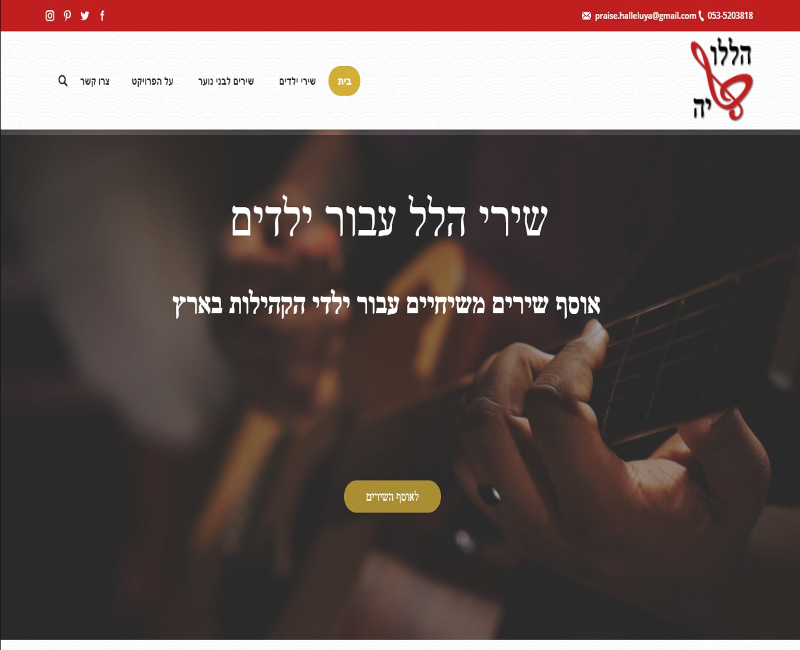 053-5203818 praise.halleluya@gmail.com
הללו
יה
בית שירי ילדים שירים לבני נוער על הפרויקט צרו קשר
שירי הלל עבור ילדים
אוסף שירים משיחיים עבור ילדי הקהילות בארץ
לאוסף השירים